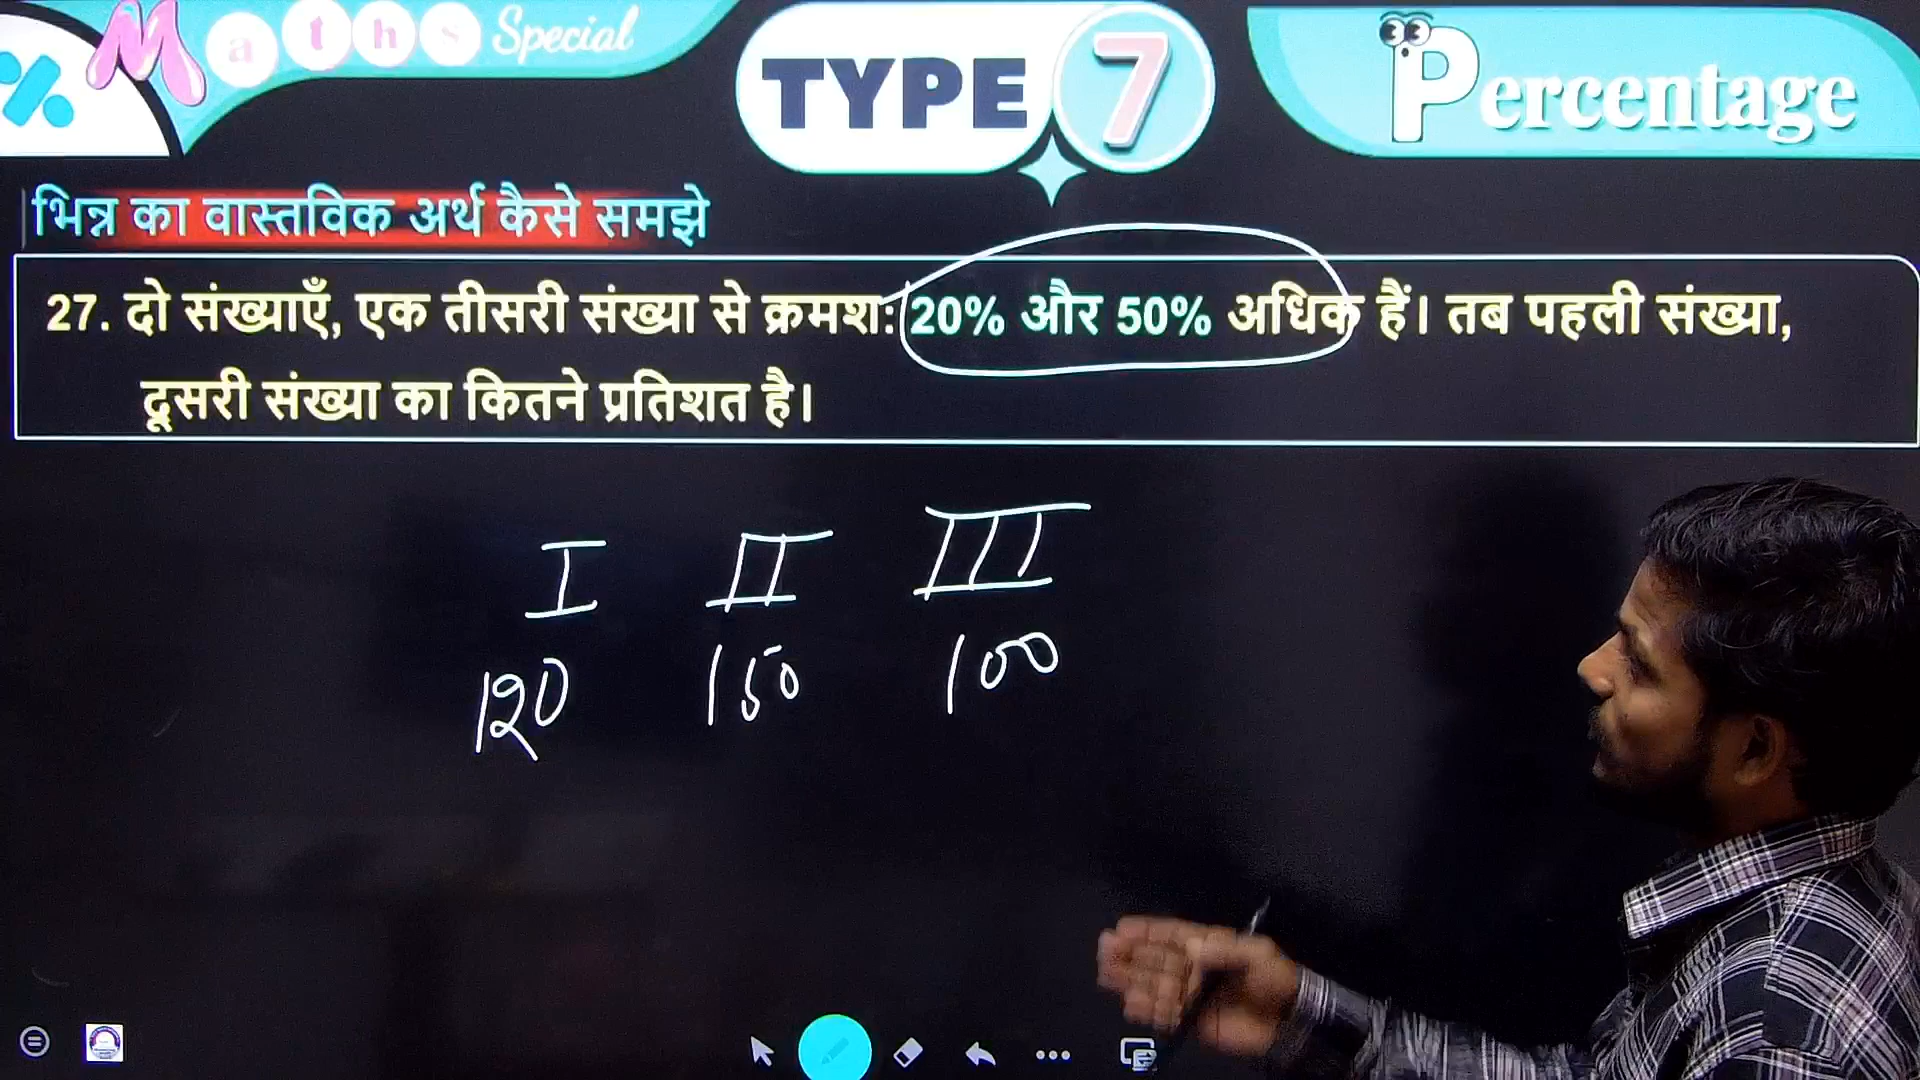 % Maths Special
TYPE 7
Percentage
भिन्न का वास्तविक अर्थ कैसे समझे
27. दो संख्याएँ, एक तीसरी संख्या से क्रमश: 20% और 50% अधिक हैं। तब पहली संख्या,
दूसरी संख्या का कितने प्रतिशत है।
I II III
120 150 100